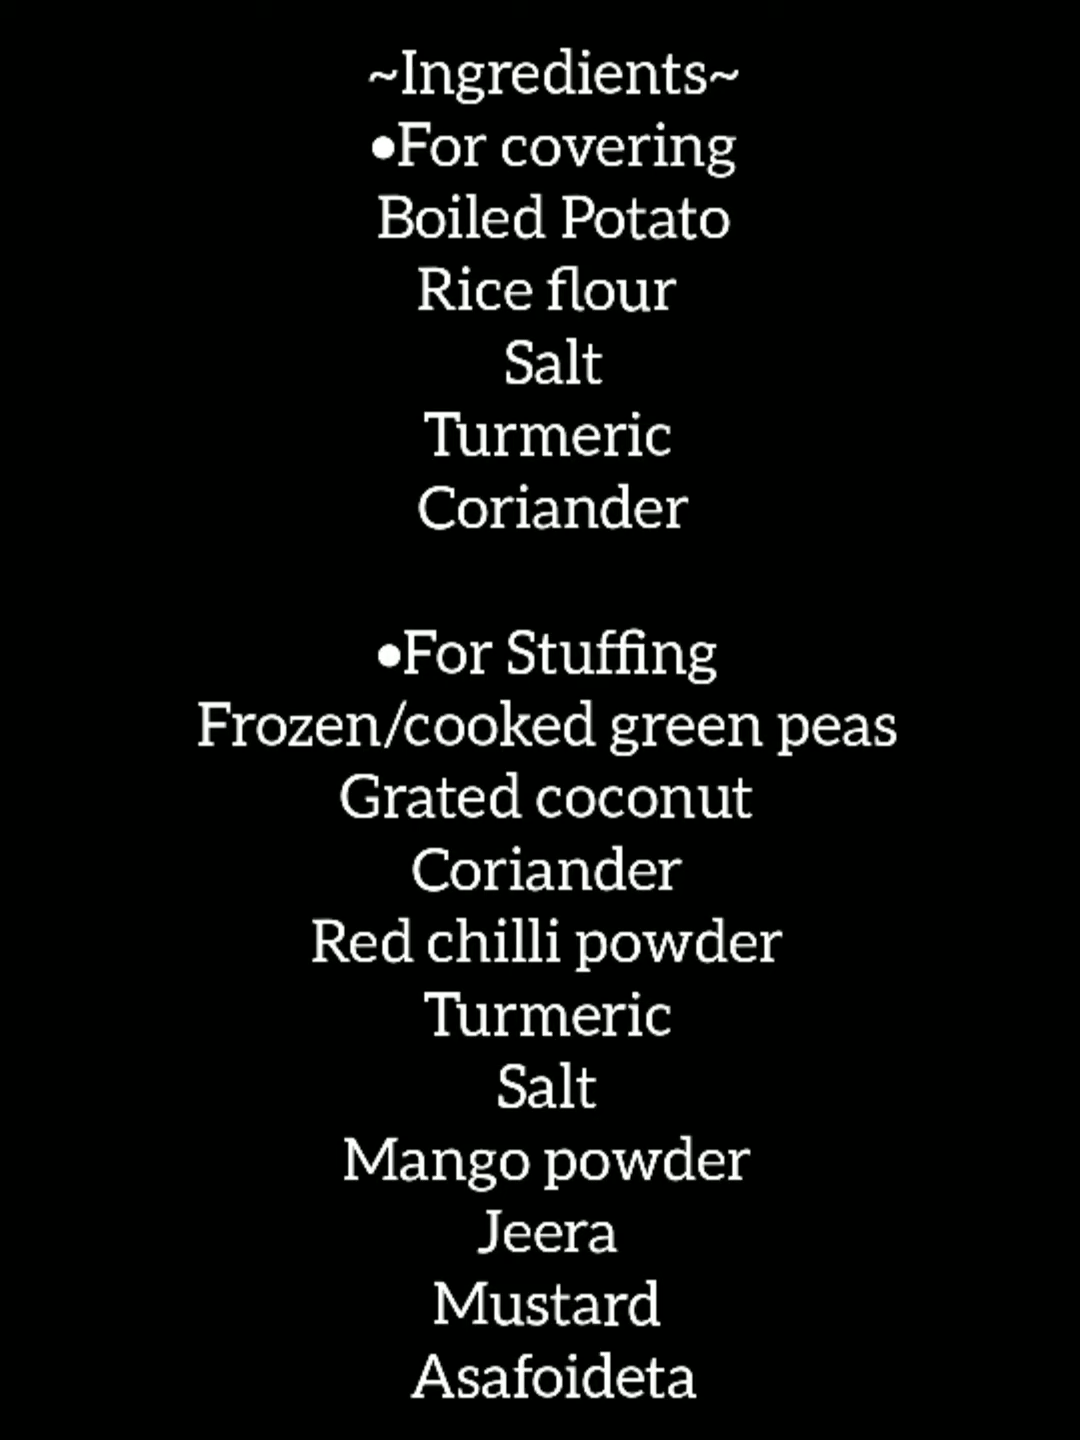 ~Ingredients~
•For covering
Boiled Potato
Rice flour
Salt
Turmeric
Coriander
•For Stuffing
Frozen/cooked green peas
Grated coconut
Coriander
Red chilli powder
Turmeric
Salt
Mango powder
Jeera
Mustard
Asafoideta